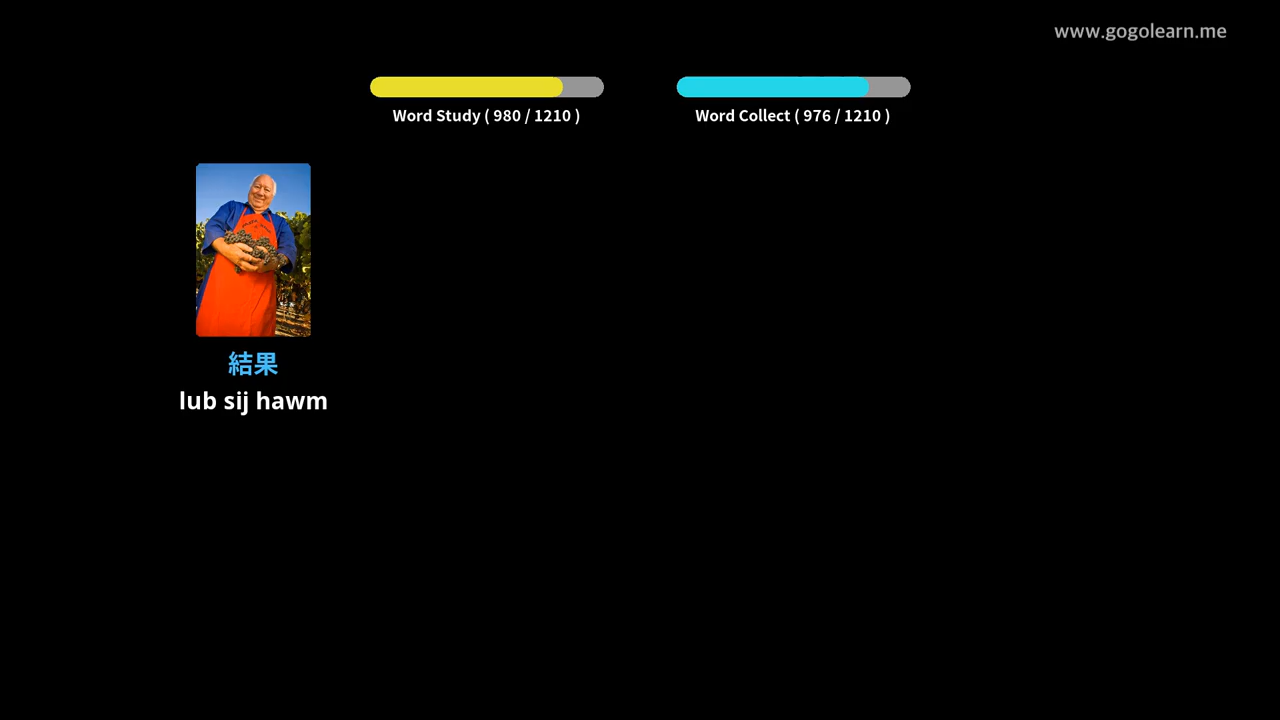 www.gogolearn.me
Word Study ( 980 / 1210 )
Word Collect ( 976 / 1210 )
結果
lub sij hawm